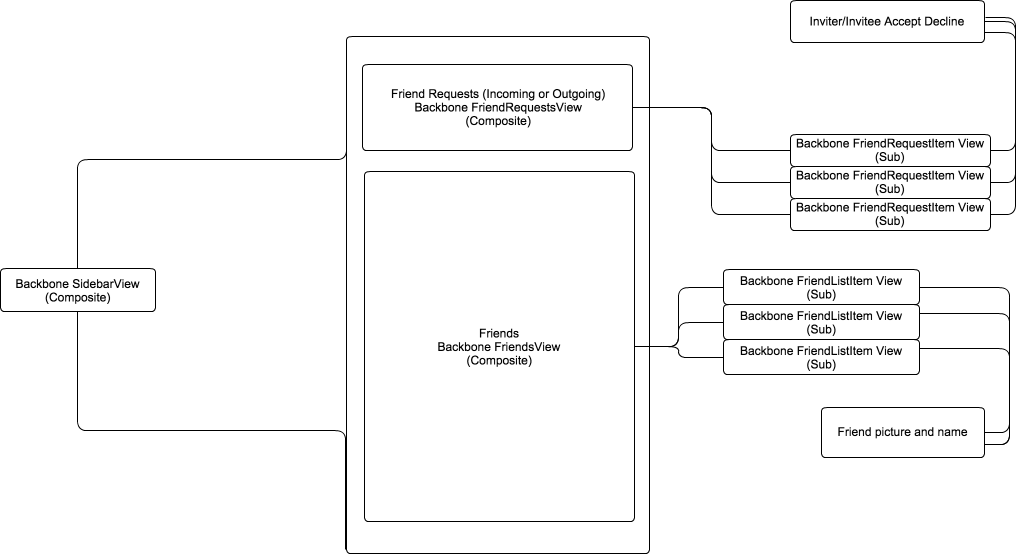 Inviter/Invitee Accept Decline
Friend Requests (Incoming or Outgoing)
Backbone FriendRequestsView
(Composite)
Backbone FriendRequestItem View
(Sub)
Backbone FriendRequestItem View
(Sub)
Backbone FriendRequestItem View
(Sub)
Backbone SidebarView
(Composite)
Friends
Backbone FriendsView
(Composite)
Backbone FriendListItem View
(Sub)
Backbone FriendListItem View
(Sub)
Backbone FriendListItem View
(Sub)
Friend picture and name